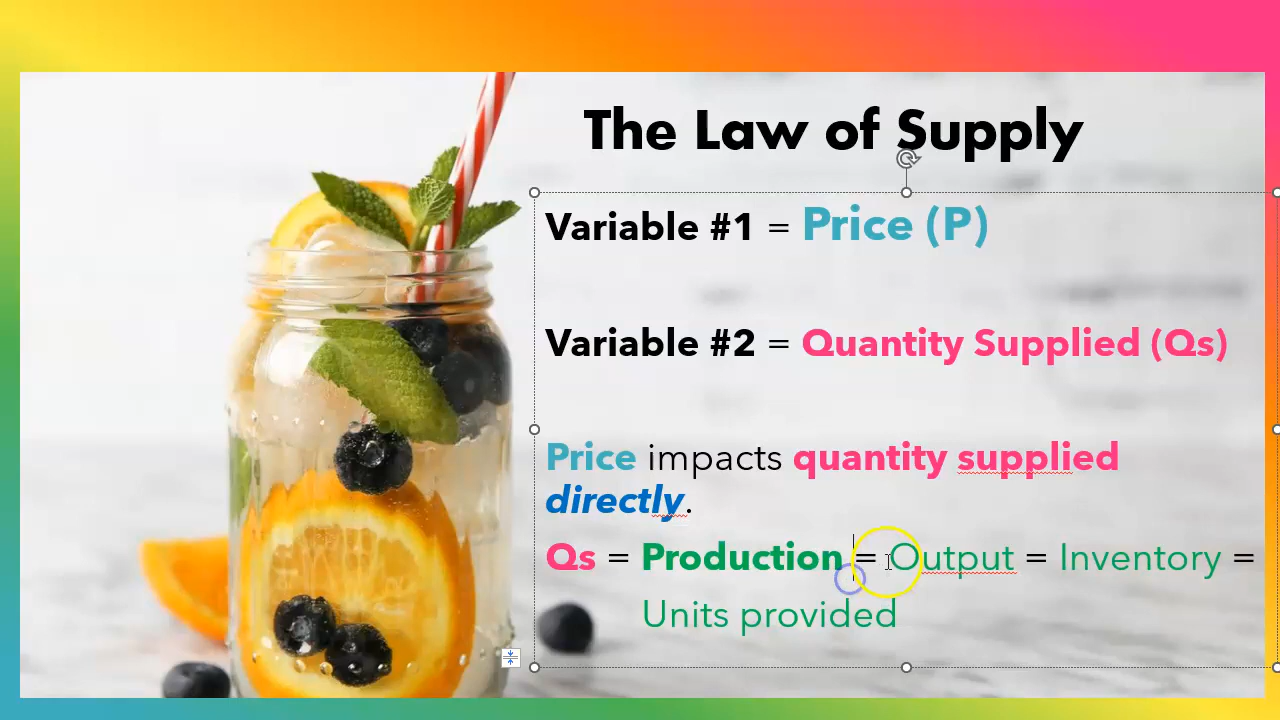 The Law of Supply
Variable #1 = Price (P)
Variable #2 = Quantity Supplied (Qs)
Price impacts quantity supplied
directly.
Qs = Production = Output = Inventory =
Units provided